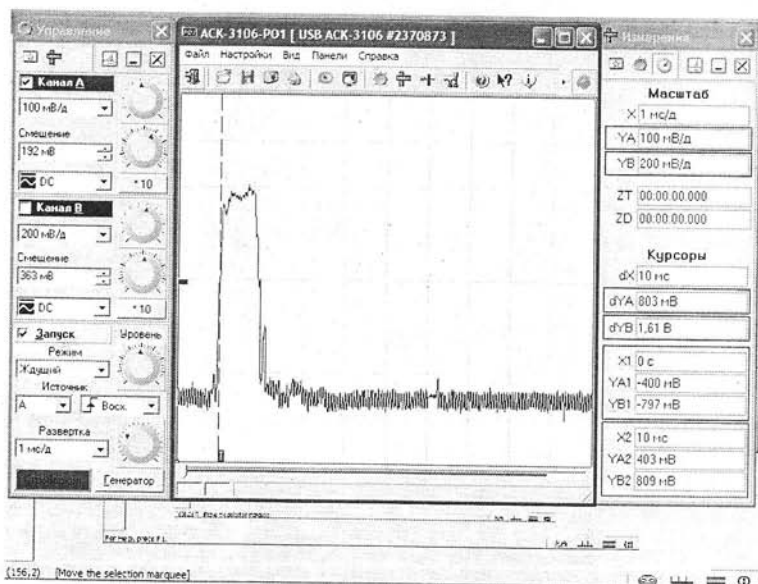 Управление
Канал A
100 мВ/д
Смещение
192 мВ
DC
*10
Канал B
200 мВ/д
Смещение
363 мВ
DC
*10
Запуск
Уровень
Режим
Ждущий
Источник
A
Восх.
Развертка
1 мс/д
Генератор
АСК-3106-PO1 [ USB АСК-3106 #2370873 ]
Файл Настройки Вид Панели Справка
Измерения
Масштаб
X 1 мс/д
YA 100 мВ/д
YB 200 мВ/д
ZT 00:00:00.000
ZD 00:00:00.000
Курсоры
dX 10 мс
dYA 803 мВ
dYB 1,61 В
X1 0 с
YA1 -400 мВ
YB1 -797 мВ
X2 10 мс
YA2 403 мВ
YB2 809 мВ
(156,2) [Move the selection marquee]